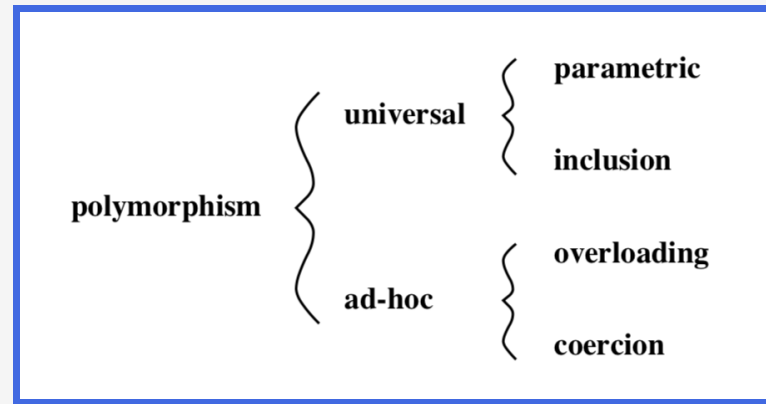 parametric
universal
inclusion
polymorphism
overloading
ad-hoc
coercion